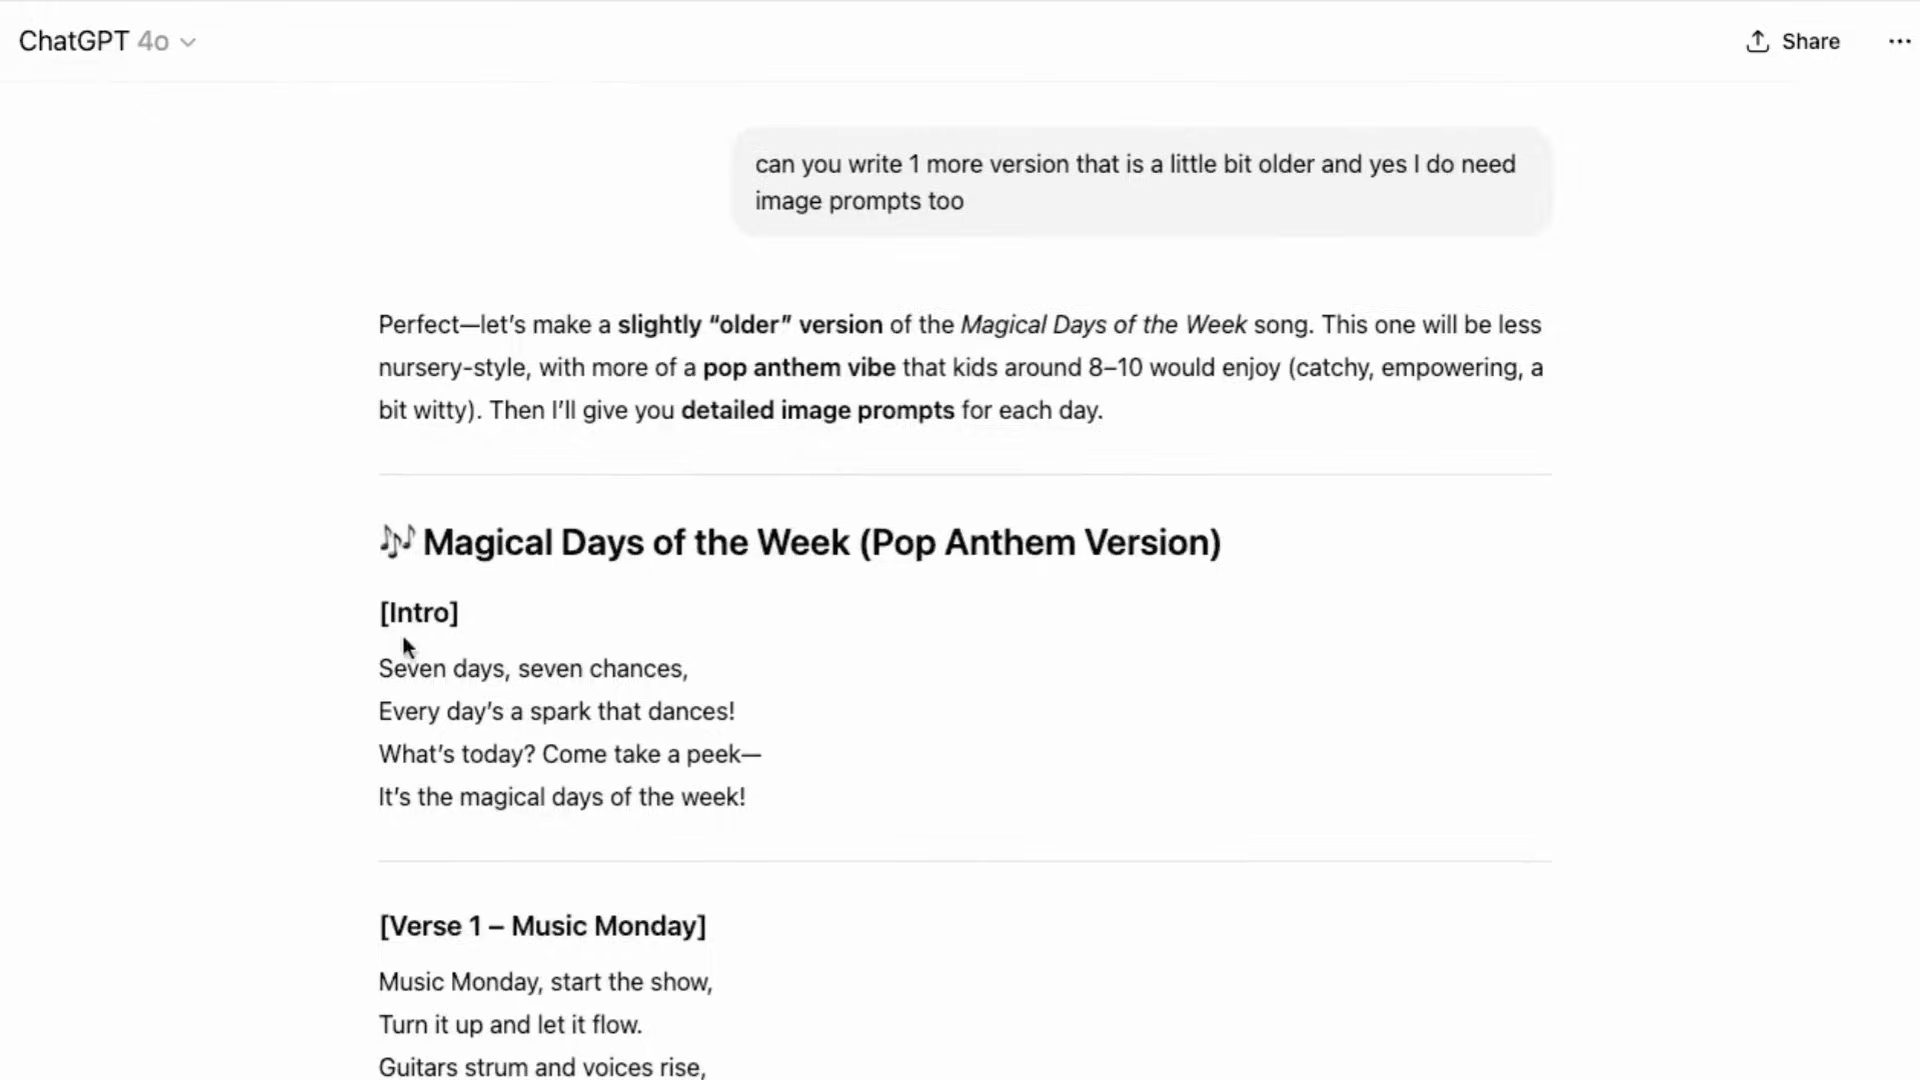 ChatGPT 4o
Share
can you write 1 more version that is a little bit older and yes I do need
image prompts too
Perfect—let’s make a slightly “older” version of the Magical Days of the Week song. This one will be less
nursery-style, with more of a pop anthem vibe that kids around 8–10 would enjoy (catchy, empowering, a
bit witty). Then I’ll give you detailed image prompts for each day.
🎶 Magical Days of the Week (Pop Anthem Version)
[Intro]
Seven days, seven chances,
Every day’s a spark that dances!
What’s today? Come take a peek—
It’s the magical days of the week!
[Verse 1 – Music Monday]
Music Monday, start the show,
Turn it up and let it flow.
Guitars strum and voices rise,